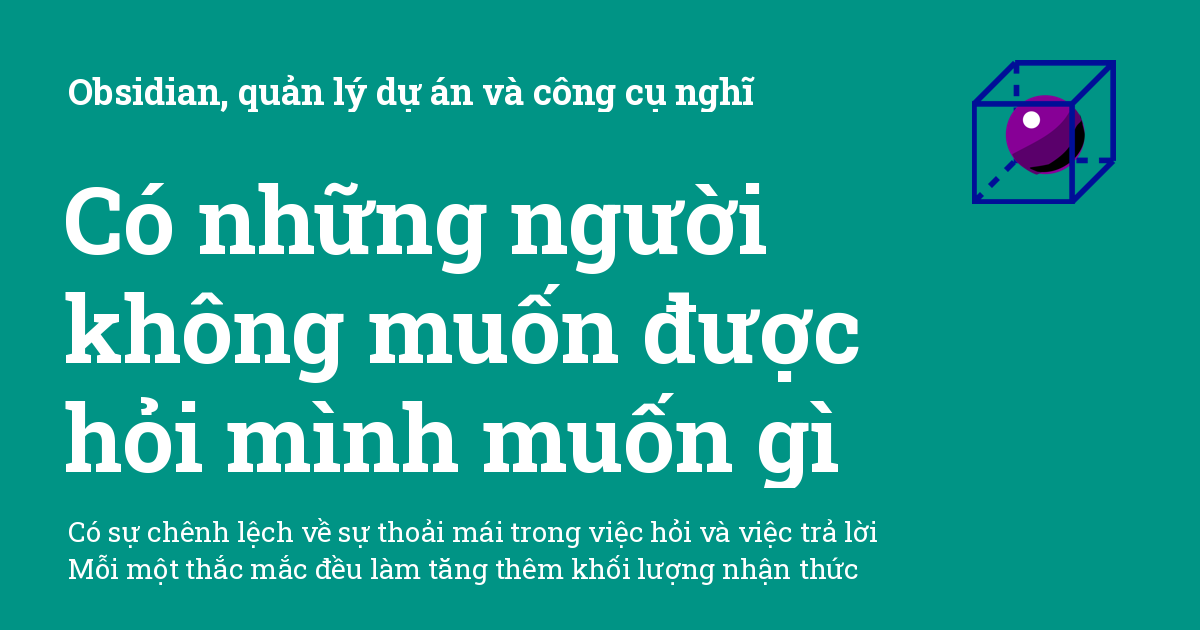 Obsidian, quản lý dự án và công cụ nghĩ
Có những người
không muốn được
hỏi mình muốn gì
Có sự chênh lệch về sự thoải mái trong việc hỏi và việc trả lời
Mỗi một thắc mắc đều làm tăng thêm khối lượng nhận thức